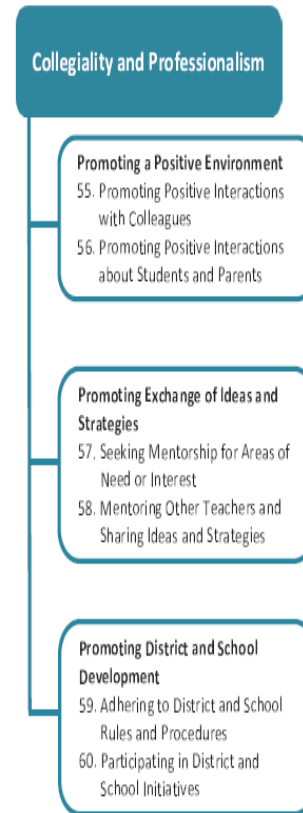 Collegiality and Professionalism
Promoting a Positive Environment
55. Promoting Positive Interactions
with Colleagues
56. Promoting Positive Interactions
about Students and Parents
Promoting Exchange of Ideas and
Strategies
57. Seeking Mentorship for Areas of
Need or Interest
58. Mentoring Other Teachers and
Sharing Ideas and Strategies
Promoting District and School
Development
59. Adhering to District and School
Rules and Procedures
60. Participating in District and
School Initiatives